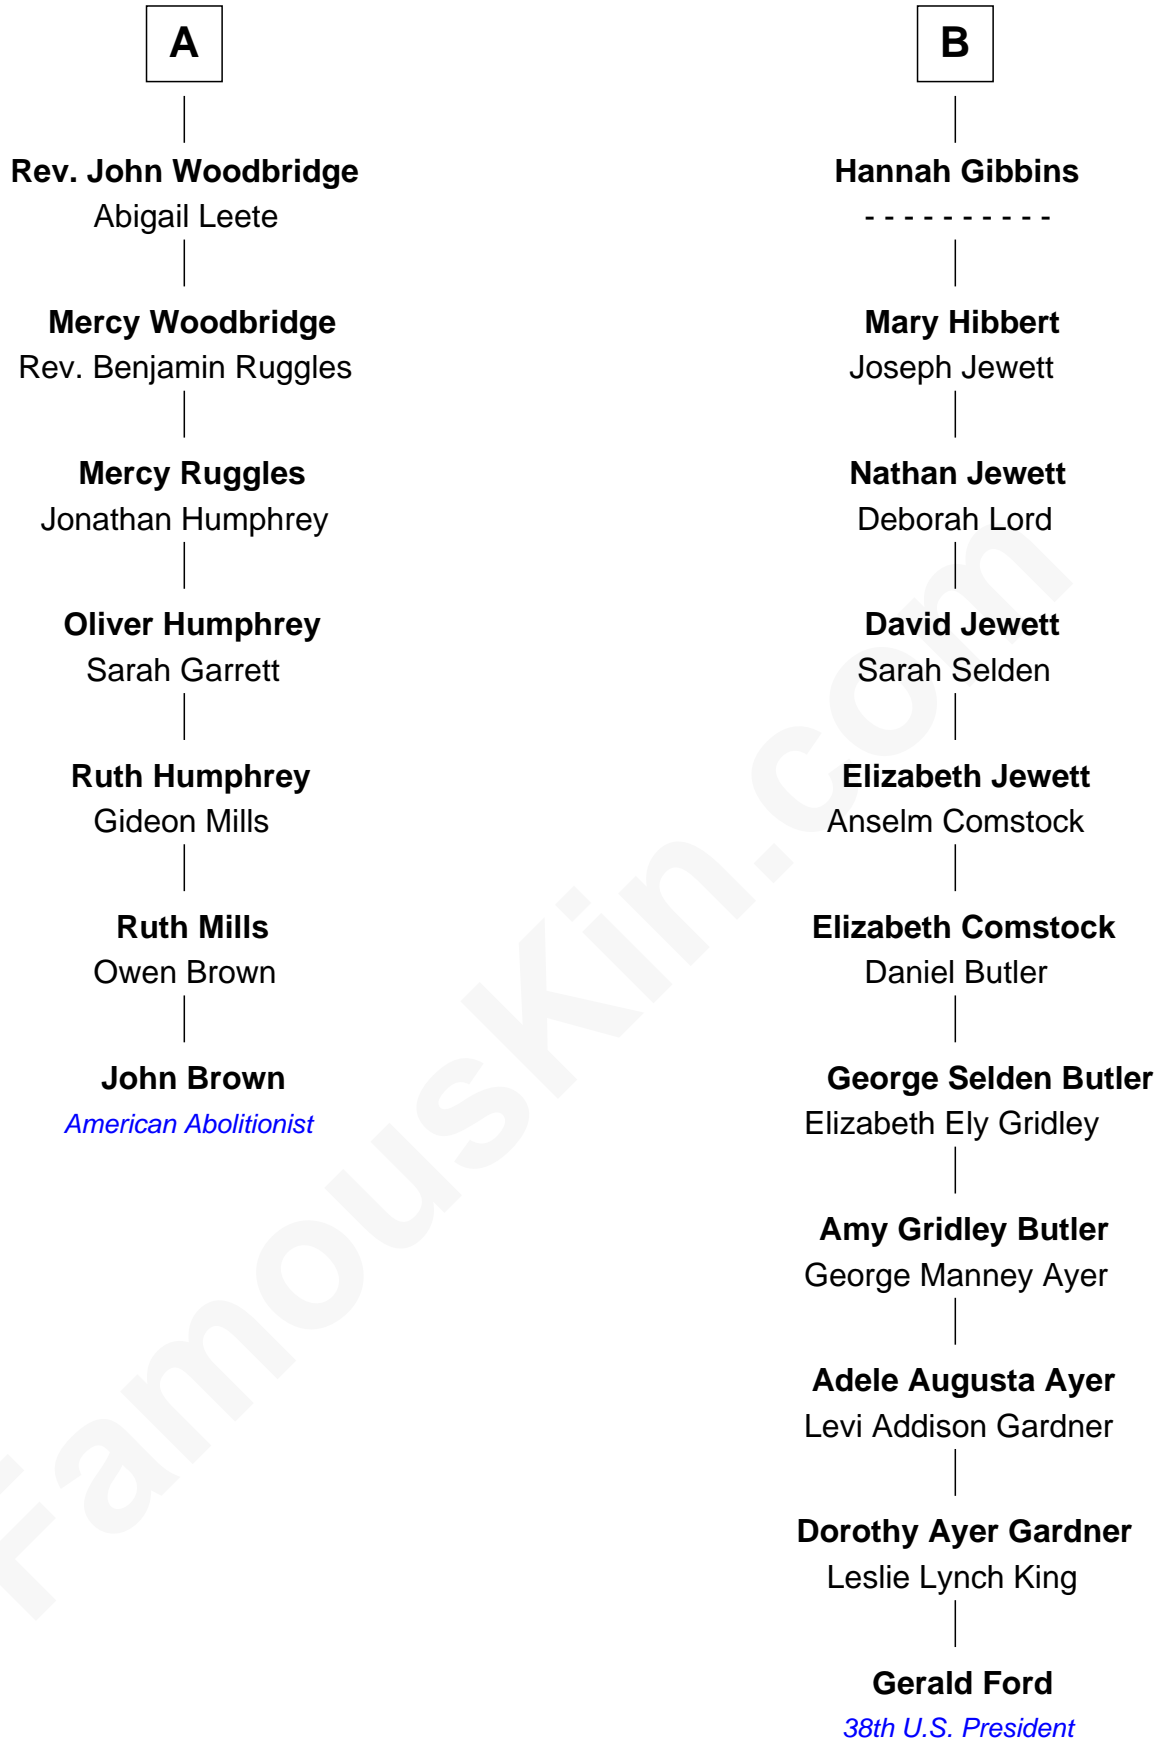 A
Rev. John Woodbridge
Abigail Leete
Mercy Woodbridge
Rev. Benjamin Ruggles
Mercy Ruggles
Jonathan Humphrey
Oliver Humphrey
Sarah Garrett
Ruth Humphrey
Gideon Mills
Ruth Mills
Owen Brown
John Brown
American Abolitionist
B
Hannah Gibbins
- - - - - - - - - -
Mary Hibbert
Joseph Jewett
Nathan Jewett
Deborah Lord
David Jewett
Sarah Selden
Elizabeth Jewett
Anselm Comstock
Elizabeth Comstock
Daniel Butler
George Selden Butler
Elizabeth Ely Gridley
Amy Gridley Butler
George Manney Ayer
Adele Augusta Ayer
Levi Addison Gardner
Dorothy Ayer Gardner
Leslie Lynch King
Gerald Ford
38th U.S. President
FamousKin.com